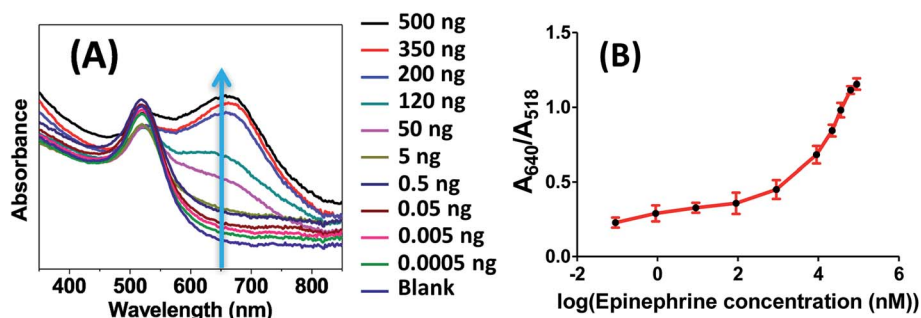 (A)
Absorbance
400 500 600 700 800
Wavelength (nm)
500 ng
350 ng
200 ng
120 ng
50 ng
5 ng
0.5 ng
0.05 ng
0.005 ng
0.0005 ng
Blank
(B)
A640/A518
1.5
1.0
0.5
0.0
-2 0 2 4 6
log(Epinephrine concentration (nM))